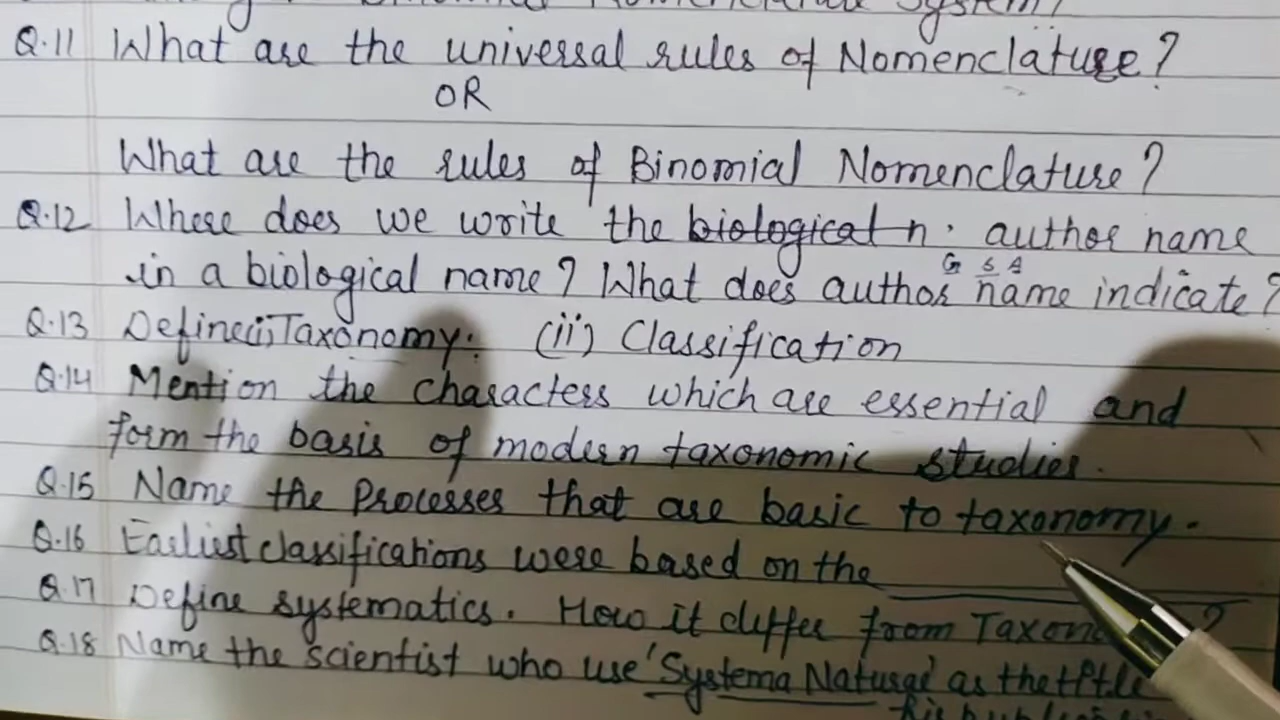 Nomenclature System?
Q.11 What are the universal rules of Nomenclature?
OR
What are the rules of Binomial Nomenclature?
Q.12 Where does we write the biological n. author name
G S A
in a biological name? What does author name indicate?
Q.13 Define(i)Taxonomy. (ii) Classification
Q.14 Mention the characters which are essential and
form the basis of modern taxonomic studies.
Q.15 Name the Processes that are basic to taxonomy.
Q.16 Earliest classifications were based on the
Q.17 Define systematics. How it differ from ?
Q.18 Name the scientist who use 'Systema Naturae' as the title